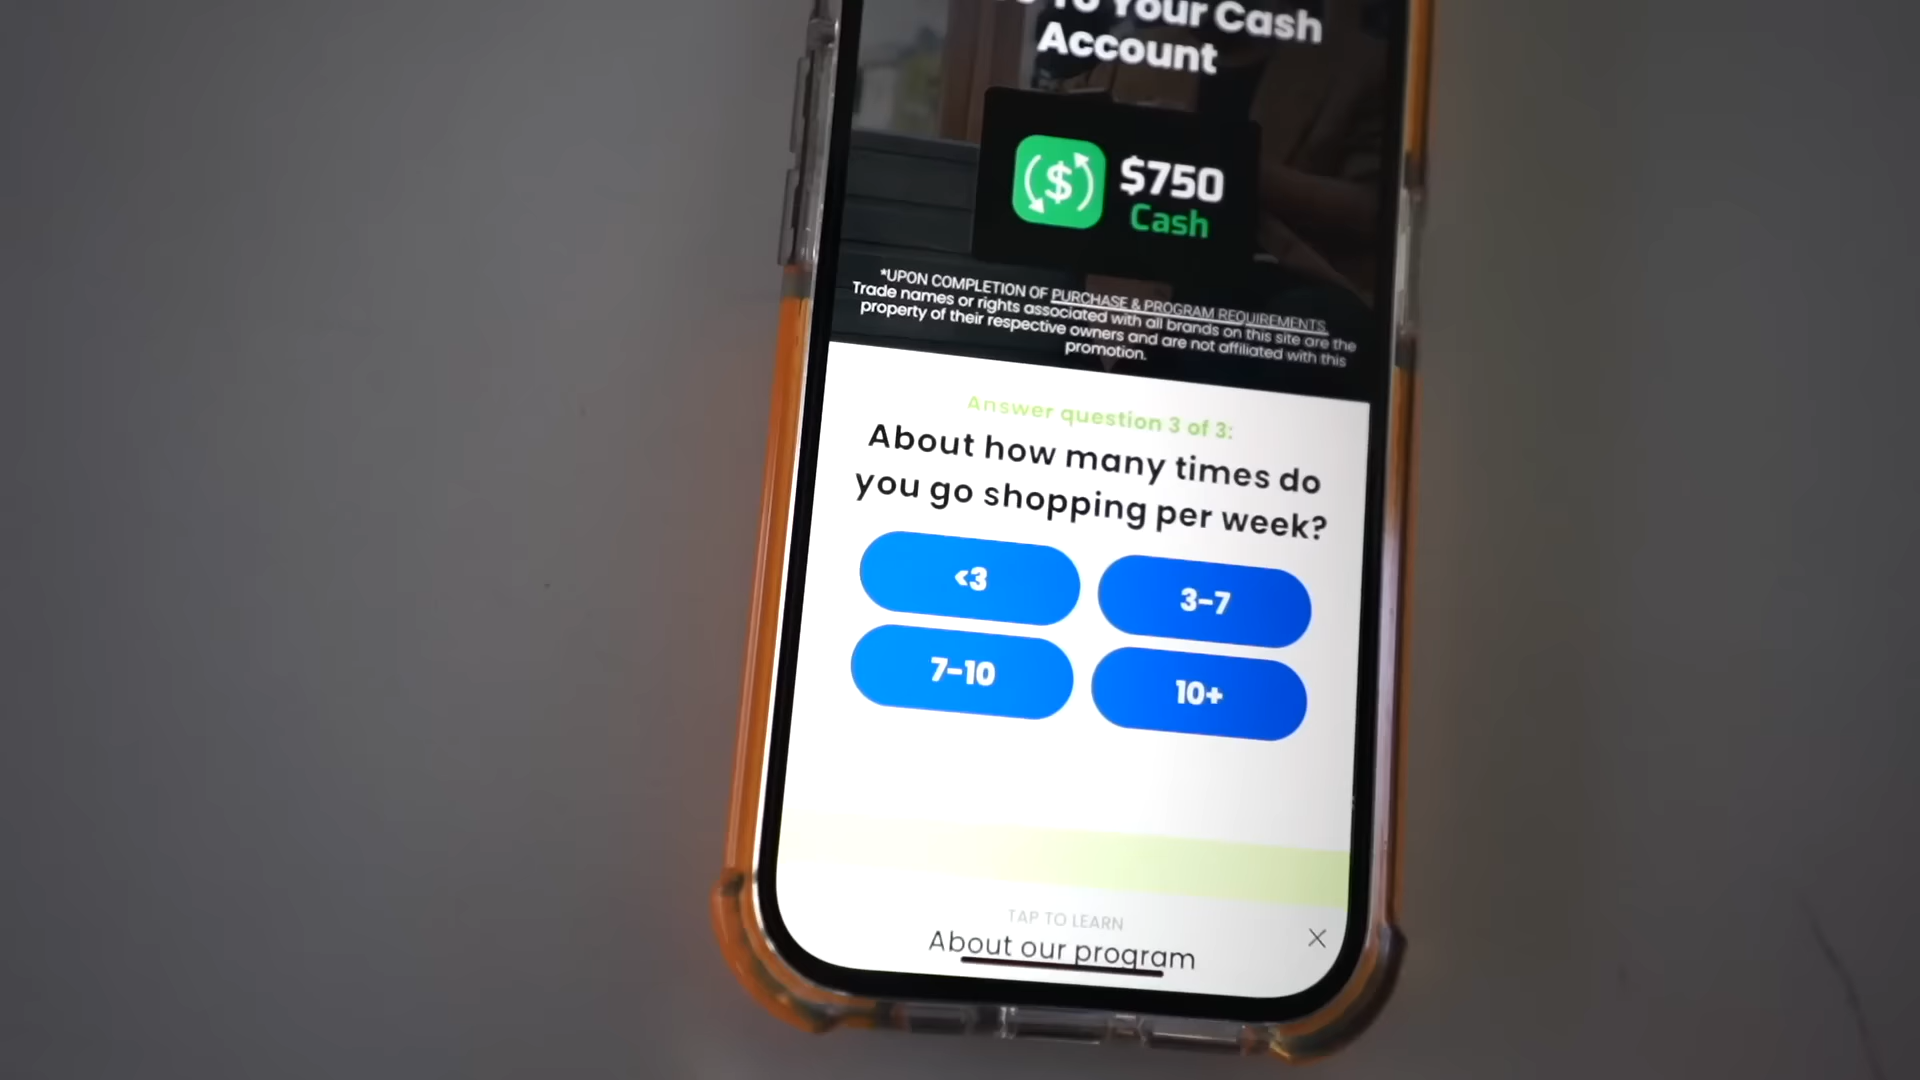 To Your Cash
Account
$
$750
Cash
*UPON COMPLETION OF PURCHASE & PROGRAM REQUIREMENTS.
Trade names or rights associated with all brands on this site are the
property of their respective owners and are not affiliated with this
promotion.
Answer question 3 of 3:
About how many times do
you go shopping per week?
<3
3-7
7-10
10+
TAP TO LEARN
About our program